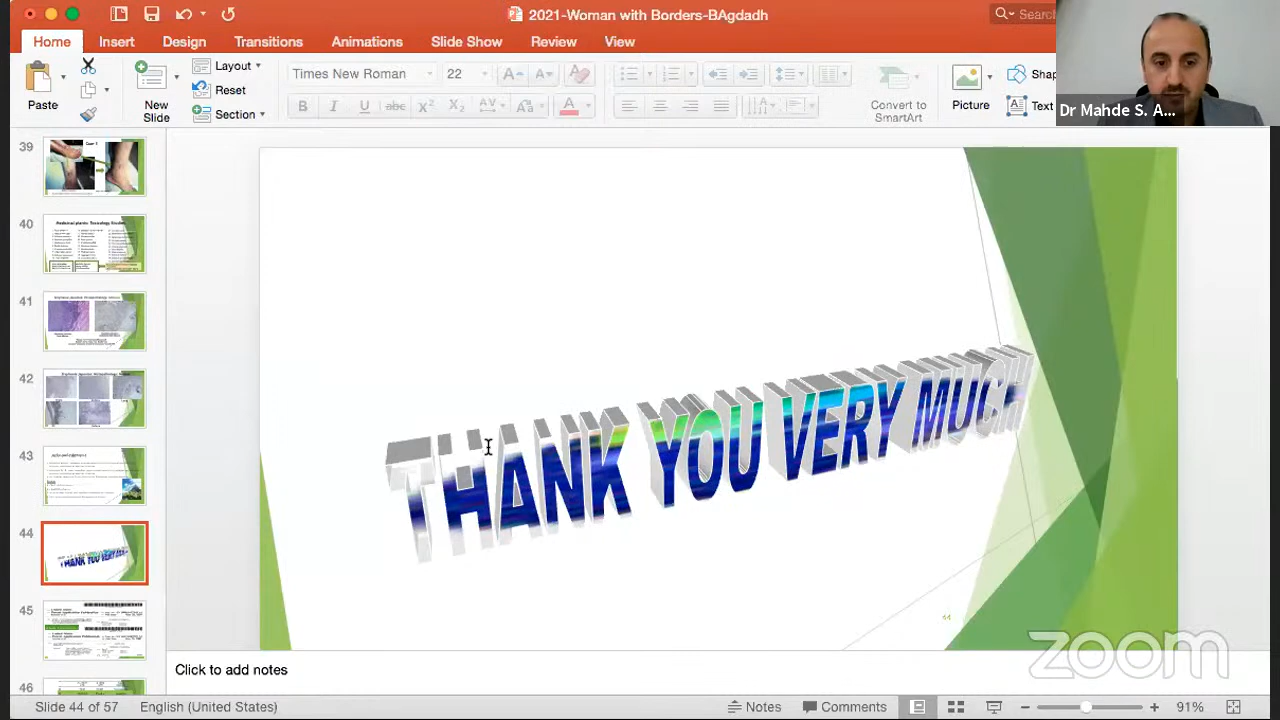 2021-Woman with Borders-BAgdadh
Search
Home Insert Design Transitions Animations Slide Show Review View
Paste
New Slide
Layout
Reset
Section
Times New Roman 22
Convert to SmartArt
Picture
Text
Dr Mahde S. A...
39
40
41
42
43
44
45
46
THANK YOU VERY MUCH
44
zoom
Click to add notes
Slide 44 of 57 English (United States) Notes Comments 91%